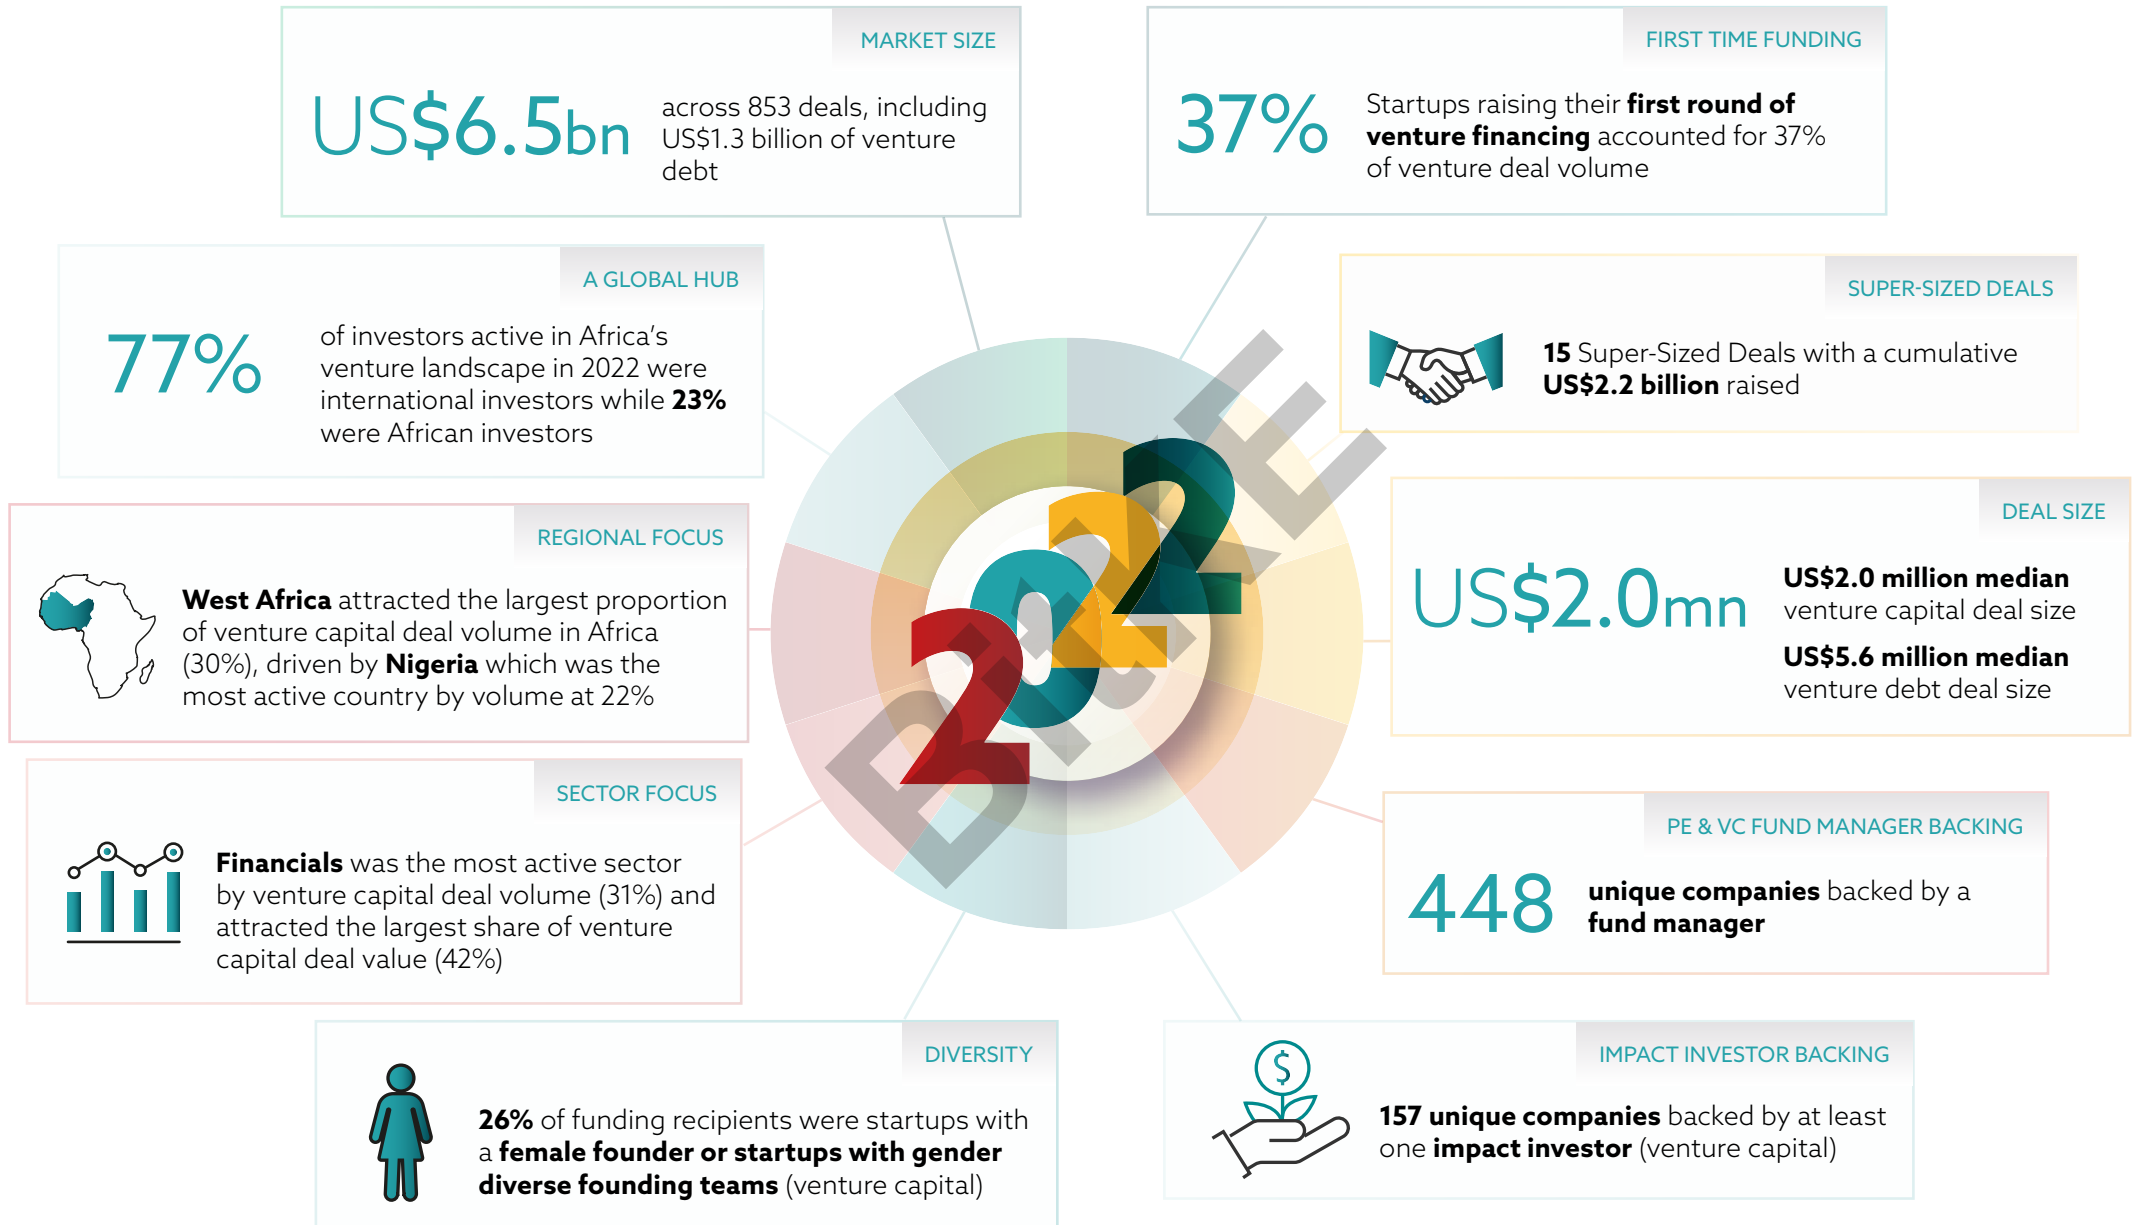 MARKET SIZE
US$6.5bn
across 853 deals, including
US$1.3 billion of venture
debt
FIRST TIME FUNDING
37%
Startups raising their first round of
venture financing accounted for 37%
of venture deal volume
A GLOBAL HUB
77%
of investors active in Africa's
venture landscape in 2022 were
international investors while 23%
were African investors
SUPER-SIZED DEALS
15 Super-Sized Deals with a cumulative
US$2.2 billion raised
REGIONAL FOCUS
West Africa attracted the largest proportion
of venture capital deal volume in Africa
(30%), driven by Nigeria which was the
most active country by volume at 22%
2022
DEAL SIZE
US$2.0mn
US$2.0 million median
venture capital deal size
US$5.6 million median
venture debt deal size
SECTOR FOCUS
Financials was the most active sector
by venture capital deal volume (31%) and
attracted the largest share of venture
capital deal value (42%)
PE & VC FUND MANAGER BACKING
448
unique companies backed by a
fund manager
DIVERSITY
26% of funding recipients were startups with
a female founder or startups with gender
diverse founding teams (venture capital)
IMPACT INVESTOR BACKING
$
157 unique companies backed by at least
one impact investor (venture capital)